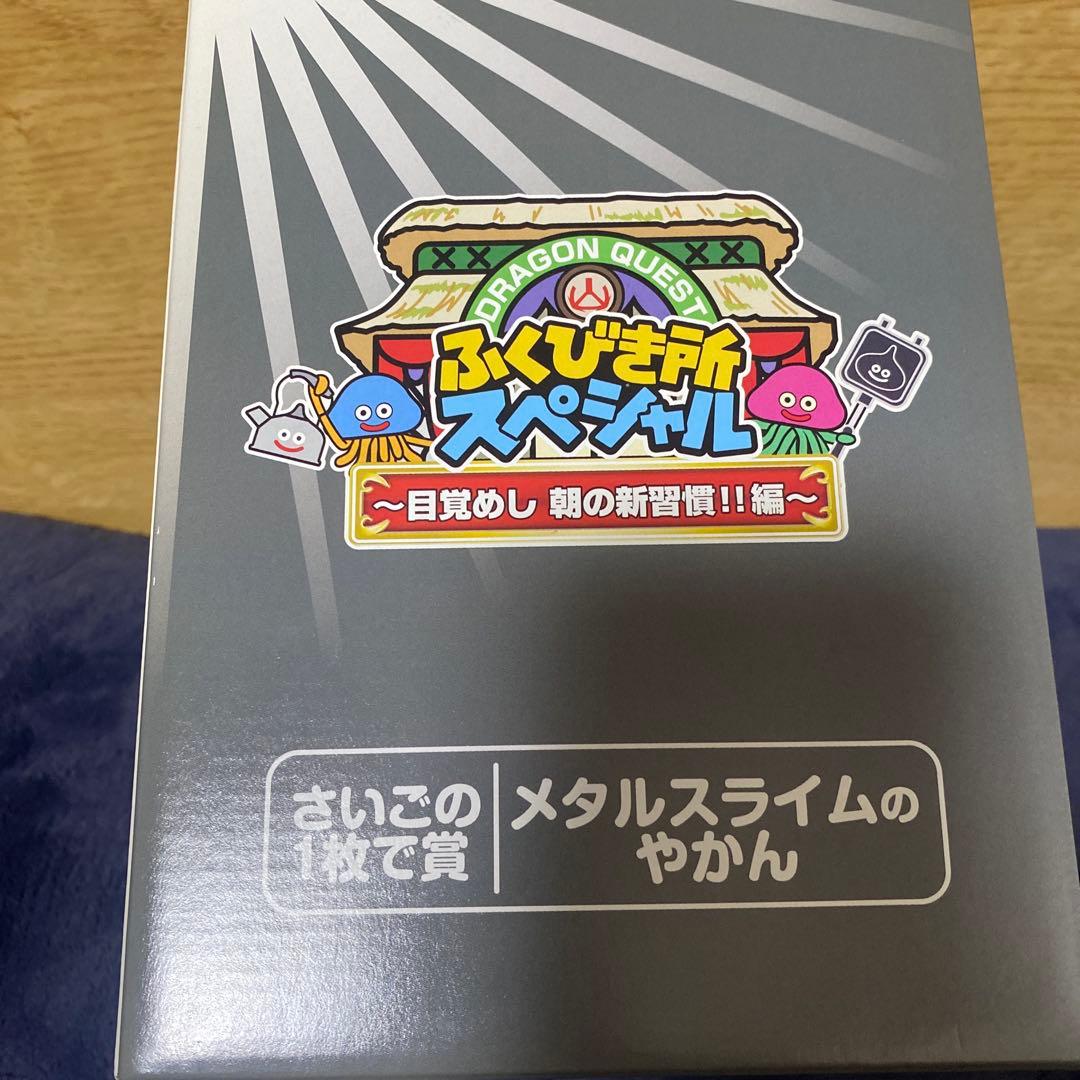 DRAGON QUEST
ふくびき所
スペシャル
〜目覚めし 朝の新習慣!!編〜
さいごの
1枚で賞
メタルスライムの
やかん